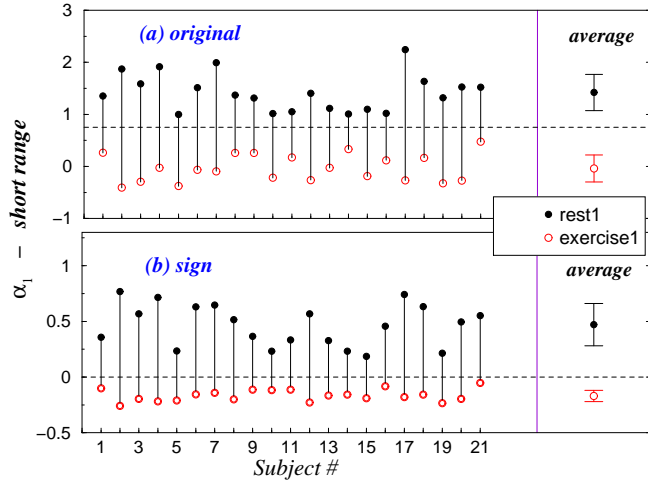 3
(a) original
average
2
1
0
−1
α1 − short range
rest1
exercise1
(b) sign
average
1
0.5
0
−0.5
1 3 5 7 9 11 13 15 17 19 21
Subject #